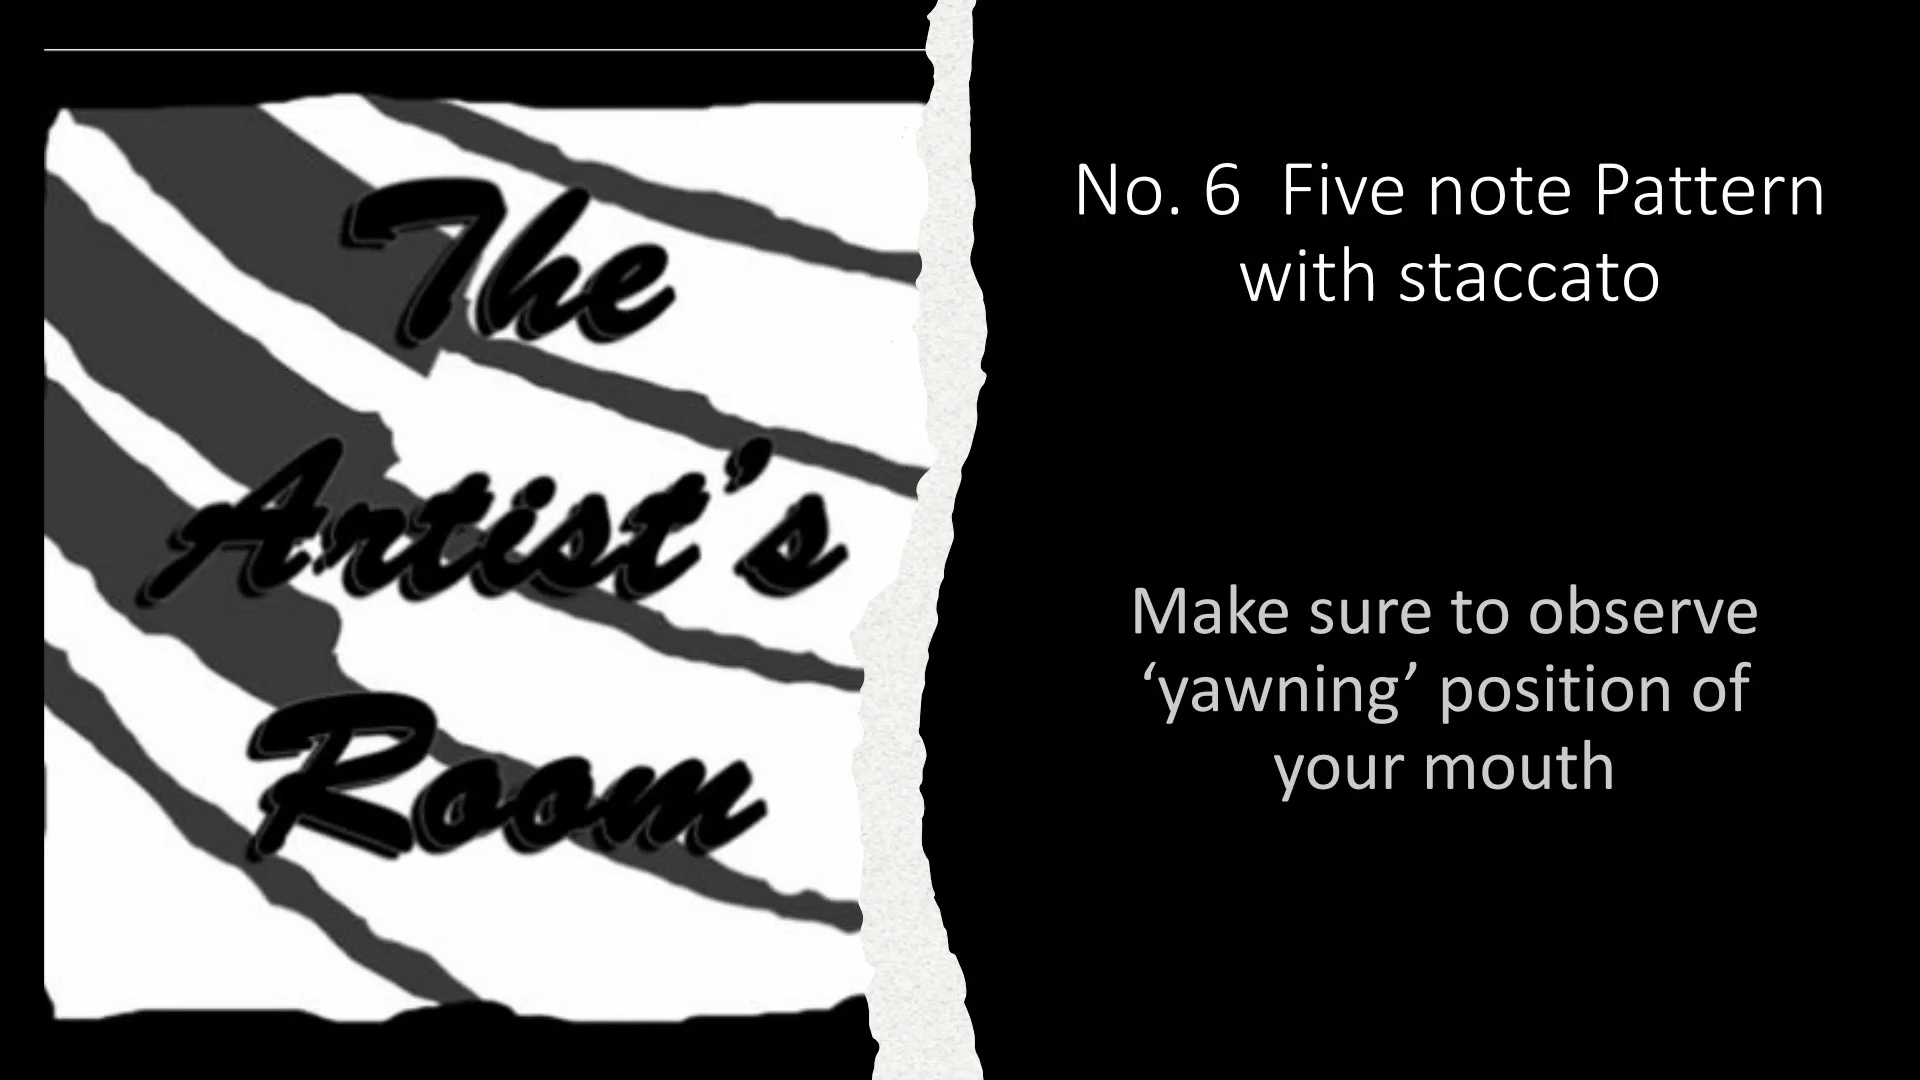 The
Artist's
Room
No. 6  Five note Pattern
with staccato
Make sure to observe
‘yawning’ position of
your mouth